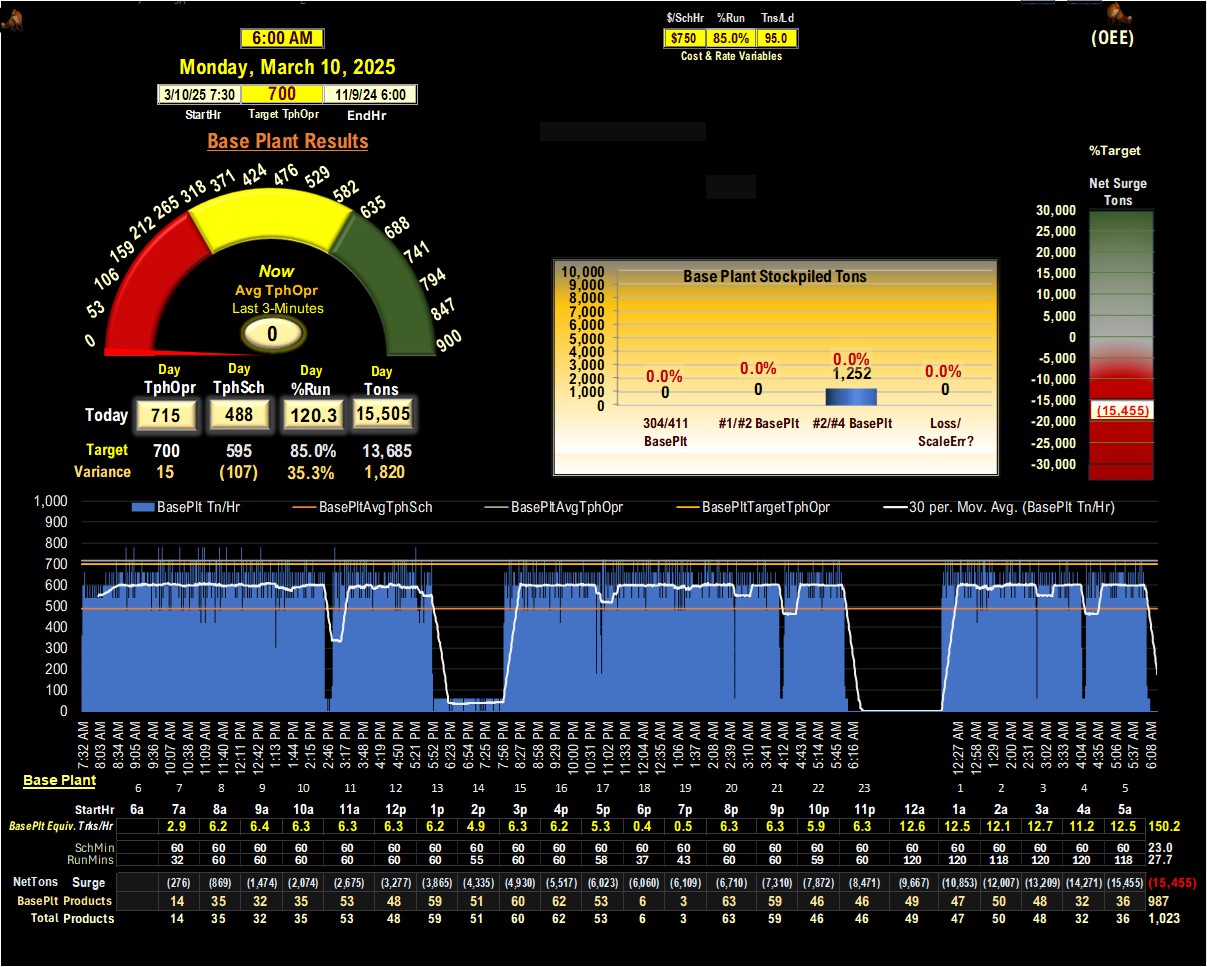 $/SchHr %Run Tns/Ld
$750 85.0% 95.0
Cost & Rate Variables
(OEE)
6:00 AM
Monday, March 10, 2025
3/10/25 7:30 700 11/9/24 6:00
StartHr Target TphOpr EndHr
Base Plant Results
0 53 106 159 212 265 318 371 424 476 529 582 635 688 741 794 847 900
Now
Avg TphOpr
Last 3-Minutes
0
Day Day Day Day
TphOpr TphSch %Run Tons
Today 715 488 120.3 15,505
Target 700 595 85.0% 13,685
Variance 15 (107) 35.3% 1,820
Base Plant Stockpiled Tons
10,000
9,000
8,000
7,000
6,000
5,000
4,000
3,000
2,000
1,000
0
0.0% 0.0% 0.0% 0.0%
0 0 1,252 0
304/411 #1/#2 BasePlt #2/#4 BasePlt Loss/
BasePlt ScaleErr?
%Target
Net Surge
Tons
30,000
25,000
20,000
15,000
10,000
5,000
0
-5,000
-10,000
-15,000
(15,455)
-20,000
-25,000
-30,000
BasePlt Tn/Hr BasePltAvgTphSch BasePltAvgTphOpr BasePltTargetTphOpr 30 per. Mov. Avg. (BasePlt Tn/Hr)
1,000
900
800
700
600
500
400
300
200
100
0
7:32 AM 8:03 AM 8:34 AM 9:05 AM 9:36 AM 10:07 AM 10:38 AM 11:09 AM 11:40 AM 12:11 PM 12:42 PM 1:13 PM 1:44 PM 2:15 PM 2:46 PM 3:17 PM 3:48 PM 4:19 PM 4:50 PM 5:21 PM 5:52 PM 6:23 PM 6:54 PM 7:25 PM 7:56 PM 8:27 PM 8:58 PM 9:29 PM 10:00 PM 10:31 PM 11:02 PM 11:33 PM 12:04 AM 12:35 AM 1:06 AM 1:37 AM 2:08 AM 2:39 AM 3:10 AM 3:41 AM 4:12 AM 4:43 AM 5:14 AM 5:45 AM 6:16 AM 12:27 AM 12:58 AM 1:29 AM 2:00 AM 2:31 AM 3:02 AM 3:33 AM 4:04 AM 4:35 AM 5:06 AM 5:37 AM 6:08 AM
Base Plant 6 7 8 9 10 11 12 13 14 15 16 17 18 19 20 21 22 23 1 2 3 4 5
StartHr 6a 7a 8a 9a 10a 11a 12p 1p 2p 3p 4p 5p 6p 7p 8p 9p 10p 11p 12a 1a 2a 3a 4a 5a
BasePlt Equiv. Trks/Hr 2.9 6.2 6.4 6.3 6.3 6.3 6.2 4.9 6.3 6.2 5.3 0.4 0.5 6.3 6.3 5.9 6.3 12.6 12.5 12.1 12.7 11.2 12.5 150.2
SchMin 60 60 60 60 60 60 60 60 60 60 60 60 60 60 60 60 60 60 60 60 60 60 60 23.0
RunMins 32 60 60 60 60 60 60 55 60 60 58 37 43 60 60 59 60 120 120 118 120 120 118 27.7
NetTons Surge (276) (869) (1,474) (2,074) (2,675) (3,277) (3,865) (4,335) (4,930) (5,517) (6,023) (6,060) (6,109) (6,710) (7,310) (7,872) (8,471) (9,667) (10,853) (12,007) (13,209) (14,271) (15,455) (15,455)
BasePlt Products 14 35 32 35 53 48 59 51 60 62 53 6 3 63 59 46 46 49 47 50 48 32 36 987
Total Products 14 35 32 35 53 48 59 51 60 62 53 6 3 63 59 46 46 49 47 50 48 32 36 1,023